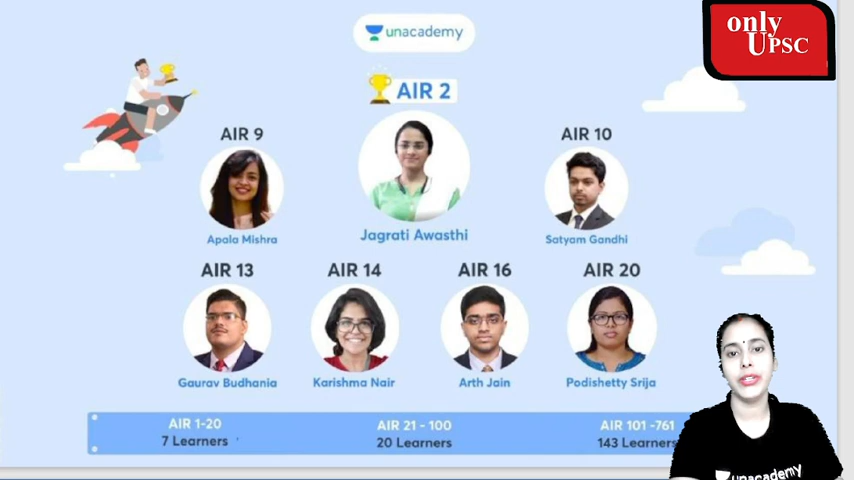 unacademy
only
UPSC
AIR 2
AIR 9
AIR 10
Apala Mishra
Jagrati Awasthi
Satyam Gandhi
AIR 13
AIR 14
AIR 16
AIR 20
Gaurav Budhania
Karishma Nair
Arth Jain
Podishetty Srija
AIR 1-20
AIR 21 - 100
AIR 101 -761
7 Learners
20 Learners
143 Learners
unacademy